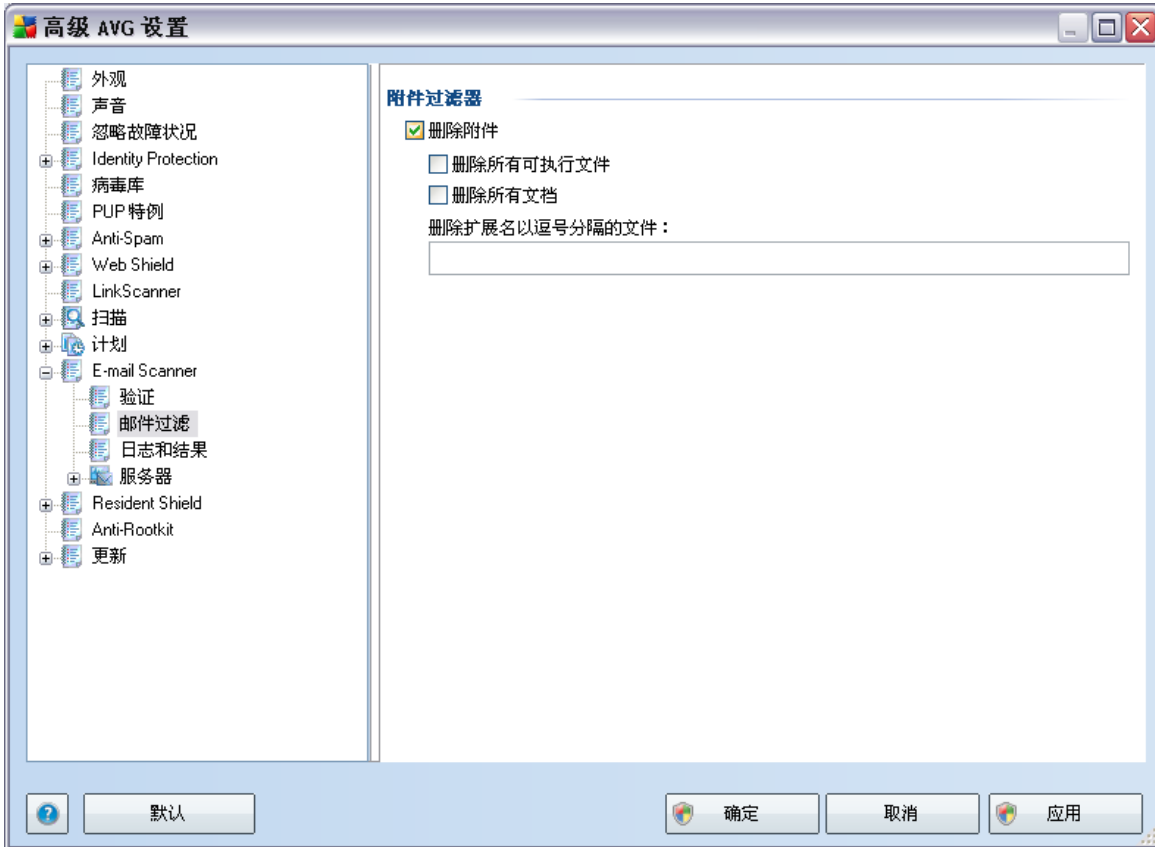 高级 AVG 设置
外观
声音
忽略故障状况
Identity Protection
病毒库
PUP 特例
Anti-Spam
Web Shield
LinkScanner
扫描
计划
E-mail Scanner
验证
邮件过滤
日志和结果
服务器
Resident Shield
Anti-Rootkit
更新
附件过滤器
删除附件
删除所有可执行文件
删除所有文档
删除扩展名以逗号分隔的文件：
默认
确定
取消
应用